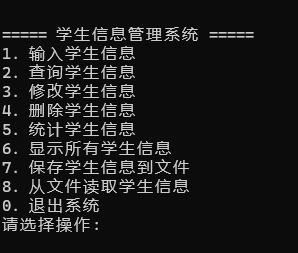 ===== 学生信息管理系统 =====
1. 输入学生信息
2. 查询学生信息
3. 修改学生信息
4. 删除学生信息
5. 统计学生信息
6. 显示所有学生信息
7. 保存学生信息到文件
8. 从文件读取学生信息
0. 退出系统
请选择操作: